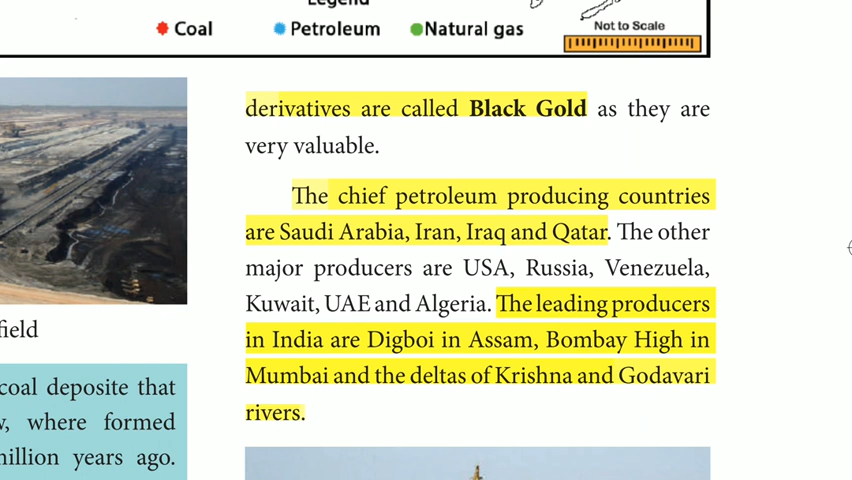 Legend
Coal
Petroleum
Natural gas
Not to Scale
derivatives are called Black Gold as they are
very valuable.
The chief petroleum producing countries
are Saudi Arabia, Iran, Iraq and Qatar. The other
major producers are USA, Russia, Venezuela,
Kuwait, UAE and Algeria. The leading producers
in India are Digboi in Assam, Bombay High in
Mumbai and the deltas of Krishna and Godavari
rivers.
field
coal deposite that
where formed
million years ago.